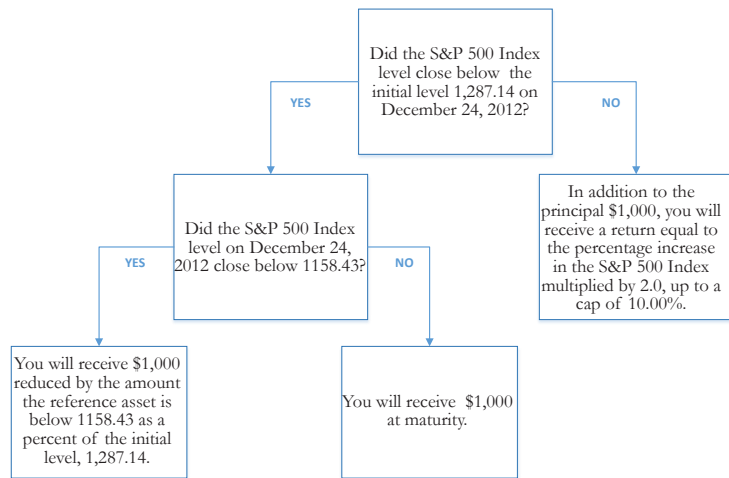 Did the S&P 500 Index
level close below the
initial level 1,287.14 on
December 24, 2012?
YES
NO
Did the S&P 500 Index
level on December 24,
2012 close below 1158.43?
In addition to the
principal $1,000, you will
receive a return equal to
the percentage increase
in the S&P 500 Index
multiplied by 2.0, up to a
cap of 10.00%.
YES
NO
You will receive $1,000
reduced by the amount
the reference asset is
below 1158.43 as a
percent of the initial
level, 1,287.14.
You will receive $1,000
at maturity.